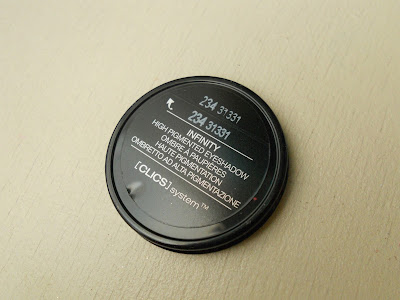 234 31331
234 31331
INFINITY
HIGH PIGMENTED EYESHADOW
OMBRE À PAUPIÈRES
HAUTE PIGMENTATION
OMBRETTO AD ALTA PIGMENTAZIONE
[CLICS] system™